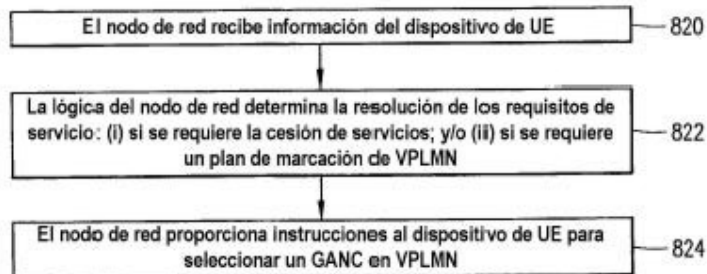 El nodo de red recibe información del dispositivo de UE
820
La lógica del nodo de red determina la resolución de los requisitos de
servicio: (i) si se requiere la cesión de servicios; y/o (ii) si se requiere
un plan de marcación de VPLMN
822
El nodo de red proporciona instrucciones al dispositivo de UE para
seleccionar un GANC en VPLMN
824